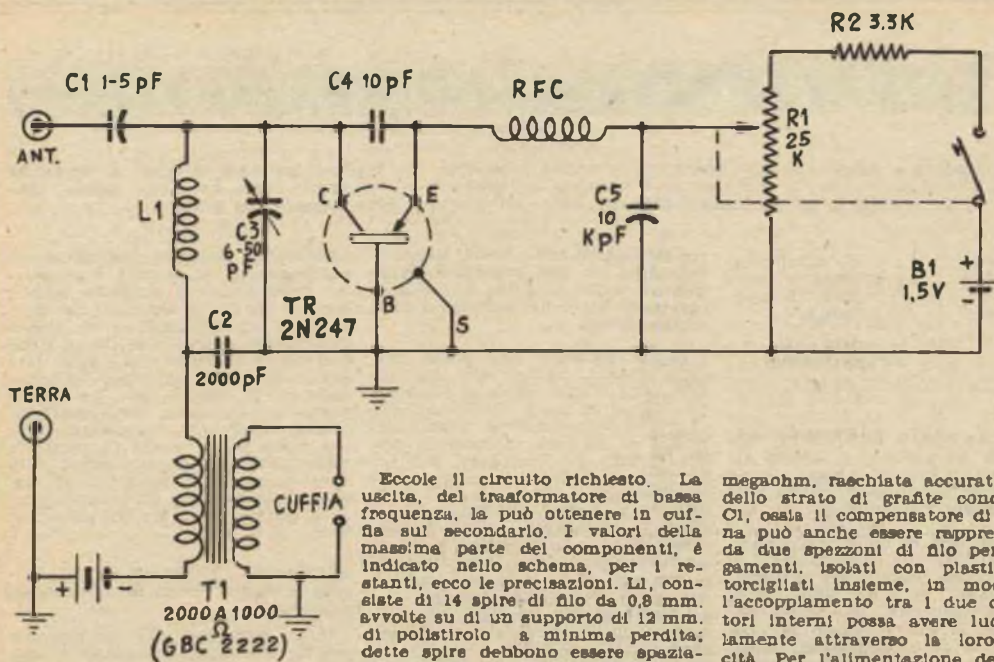 R2 3.3K
C1 1-5 pF
C4 10 pF
RFC
ANT.
R1
25
K
L1
C3
6-50
pF
C
E
B
S
TR
2N247
C5
10
KpF
B1
1,5V
+
-
C2
2000 pF
TERRA
CUFFIA
+
-
T1
2000 A 1000
Ω
(GBC 2222)
Eccole il circuito richiesto. La
uscita, del trasformatore di bassa
frequenza, la può ottenere in cuf-
fia sul secondario. I valori della
massima parte dei componenti, é
indicato nello schema, per i re-
stanti, ecco le precisazioni. L1, con-
siste di 14 spire di filo da 0,8 mm.
avvolte su di un supporto di 12 mm.
di polistirolo a minima perdita;
dette spire debbono essere spazia-
megaohm, raschiata accurat
dello strato di grafite cond
C1, ossia il compensatore di
na può anche essere rappre
da due spezzoni di filo per
gamenti, isolati con plasti
torcigliati insieme, in mod
l'accoppiamento tra i due c
tori interni possa avere luo
lamente attraverso la loro
cità. Per l'alimentazione de